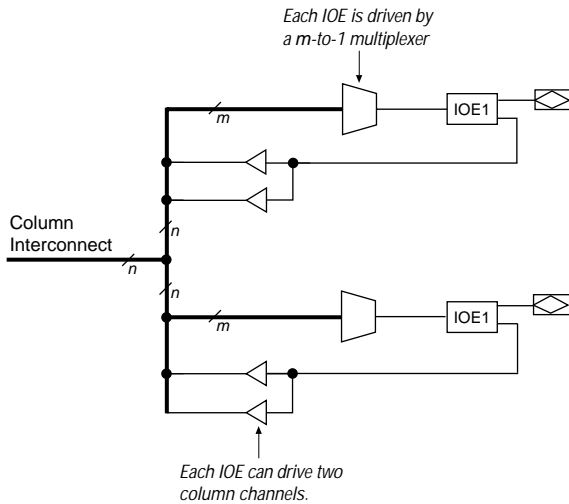 Each IOE is driven by
a m-to-1 multiplexer
m
IOE1
n
Column
Interconnect
n
n
m
IOE1
Each IOE can drive two
column channels.